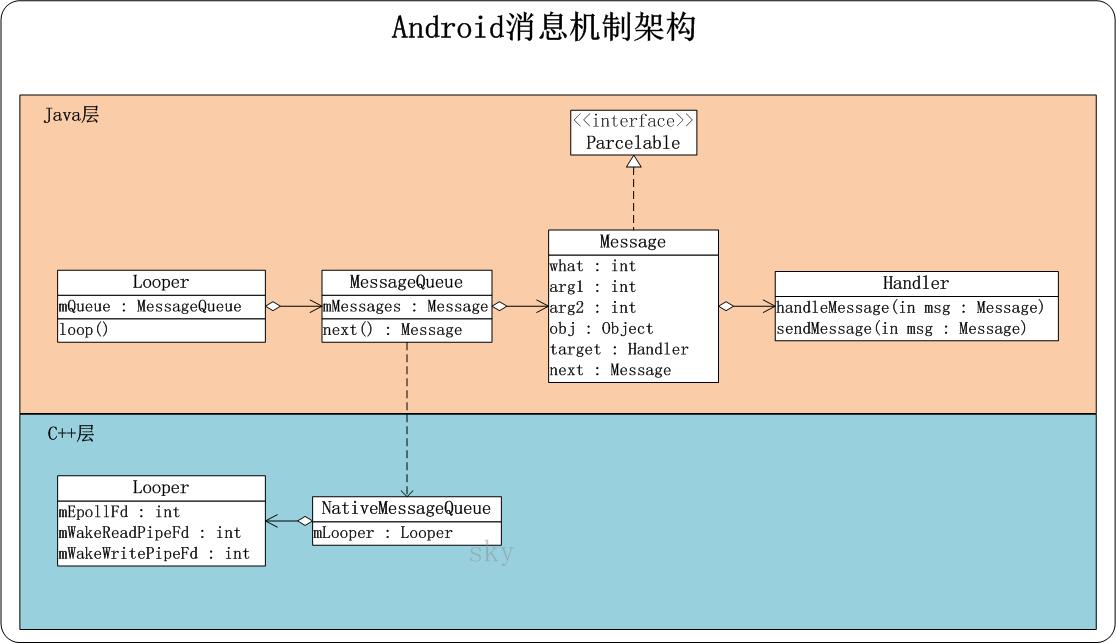 Android消息机制架构
Java层
<<interface>>
Parcelable
Looper
mQueue : MessageQueue
loop()
MessageQueue
mMessages : Message
next() : Message
Message
what : int
arg1 : int
arg2 : int
obj : Object
target : Handler
next : Message
Handler
handleMessage(in msg : Message)
sendMessage(in msg : Message)
C++层
Looper
mEpollFd : int
mWakeReadPipeFd : int
mWakeWritePipeFd : int
NativeMessageQueue
mLooper : Looper
sky